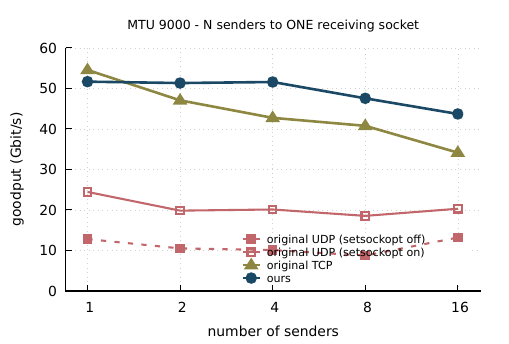 MTU 9000 - N senders to ONE receiving socket
60
50
40
30
20
10
0
goodput (Gbit/s)
original UDP (setsockopt off)
original UDP (setsockopt on)
original TCP
ours
1 2 4 8 16
number of senders